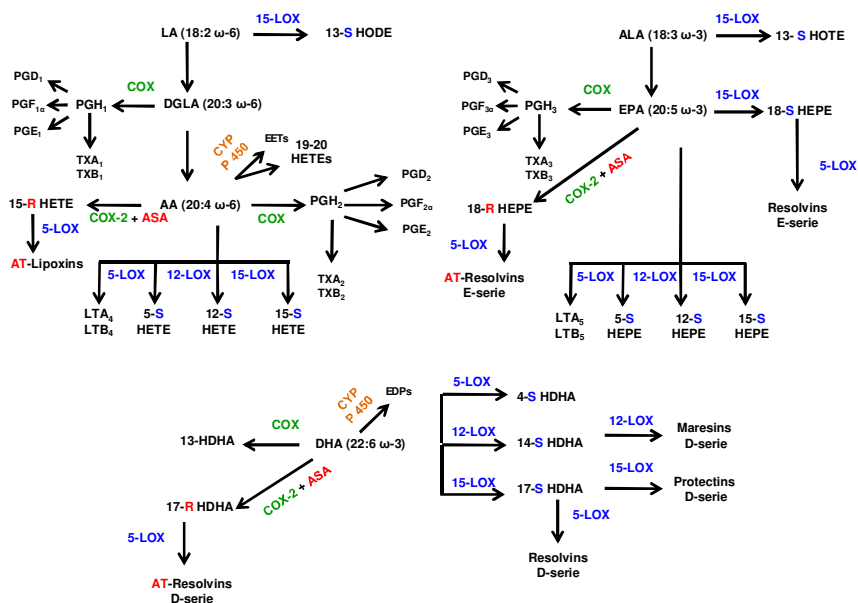 15-LOX
LA (18:2 ω-6)
13-S HODE
PGD1
PGF1α
PGE1
PGH1
COX
DGLA (20:3 ω-6)
TXA1
TXB1
CYP
P 450
EETs
19-20
HETEs
15-R HETE
COX-2 + ASA
AA (20:4 ω-6)
COX
PGH2
PGD2
PGF2α
PGE2
5-LOX
AT-Lipoxins
TXA2
TXB2
5-LOX
12-LOX
15-LOX
LTA4
LTB4
5-S
HETE
12-S
HETE
15-S
HETE
ALA (18:3 ω-3)
15-LOX
13- S HOTE
PGD3
PGF3α
PGE3
PGH3
COX
EPA (20:5 ω-3)
15-LOX
18-S HEPE
TXA3
TXB3
COX-2 + ASA
5-LOX
18-R HEPE
Resolvins
E-serie
5-LOX
AT-Resolvins
E-serie
5-LOX
12-LOX
15-LOX
LTA5
LTB5
5-S
HEPE
12-S
HEPE
15-S
HEPE
CYP
P 450
EDPs
COX
13-HDHA
DHA (22:6 ω-3)
COX-2 + ASA
17-R HDHA
5-LOX
AT-Resolvins
D-serie
5-LOX
4-S HDHA
12-LOX
14-S HDHA
12-LOX
Maresins
D-serie
15-LOX
17-S HDHA
15-LOX
Protectins
D-serie
5-LOX
Resolvins
D-serie